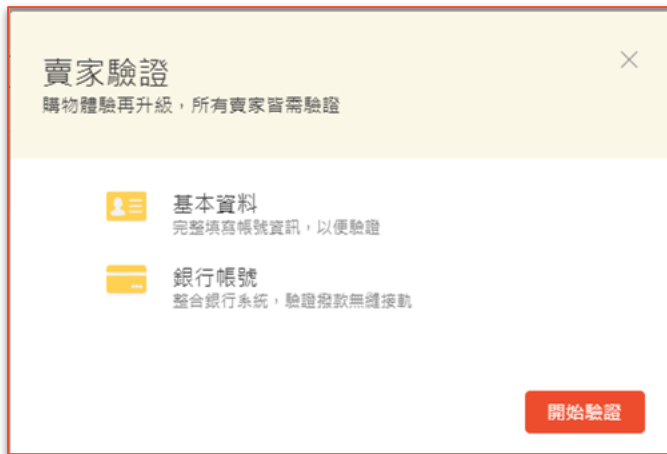 賣家驗證
購物體驗再升級，所有賣家皆需驗證
基本資料
完整填寫帳號資訊，以便驗證
銀行帳號
整合銀行系統，驗證撥款無縫接軌
開始驗證